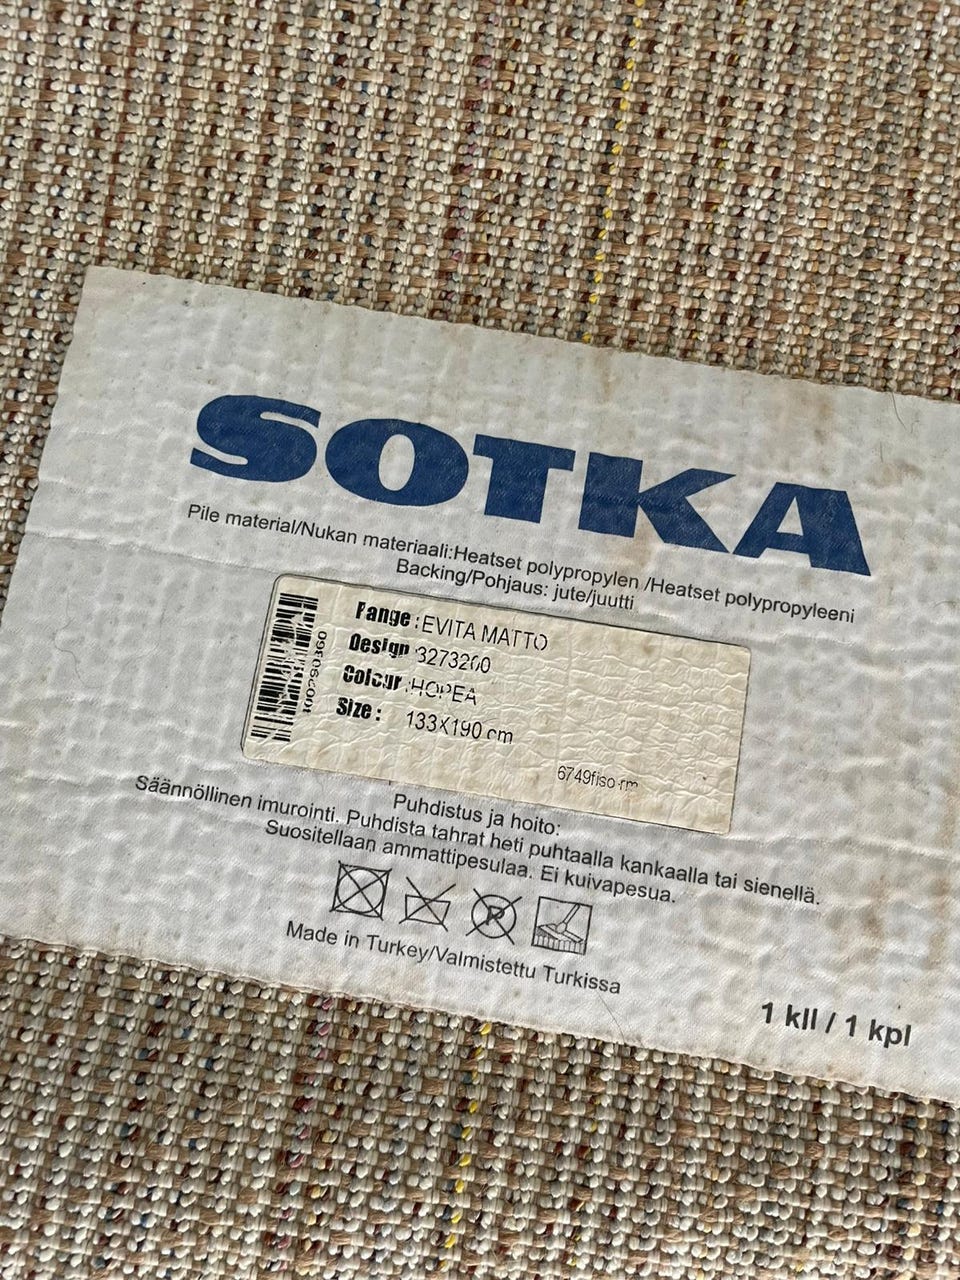 SOTKA
Pile material/Nukan materiaali:Heatset polypropylen /Heatset polypropyleeni
Backing/Pohjaus: jute/juutti
Range : EVITA MATTO
Design 3273200
Colour :HOPEA
Size : 133X190 cm
Puhdistus ja hoito:
Säännöllinen imurointi. Puhdista tahrat heti puhtaalla kankaalla tai sienellä.
Suositellaan ammattipesulaa. Ei kuivapesua.
P
Made in Turkey/Valmistettu Turkissa
1 kll / 1 kpl